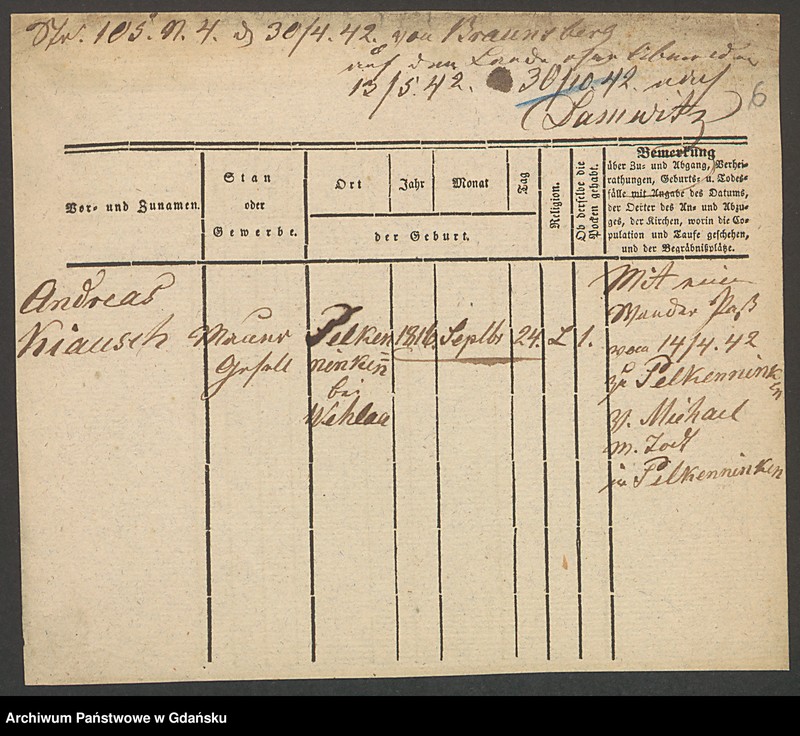 105. N. 4. d 30/4. 42. von Braunsberg
auf dem Lande ohne
13/5. 42. 30/10. 42. nach
6
Lamwitz
Vor- und Zunamen.
Stan
oder
Gewerbe.
Ort
Jahr
Monat
Tag
der Geburt.
Religion.
Ob derselbe die
Pocken gehabt.
Bemerkung
über Zu- und Abgang, Verhei-
rathungen, Geburts- u. Todes-
fälle mit Angabe des Datums,
der Oerter des An- und Abzu-
ges, der Kirchen, worin die Co-
pulation und Taufe geschehen,
und der Begräbnißplätze.
Andreas
Kiausch
Maurer
Gesell
Pelken
ninken
bei
Wehlau
1816
Septbr
24.
L
1.
Mit einem
Wander Paß
vom 14/4. 42
zu Pelkenninken
V. Michael
M. Todt
in Pelkenninken
Archiwum Państwowe w Gdańsku